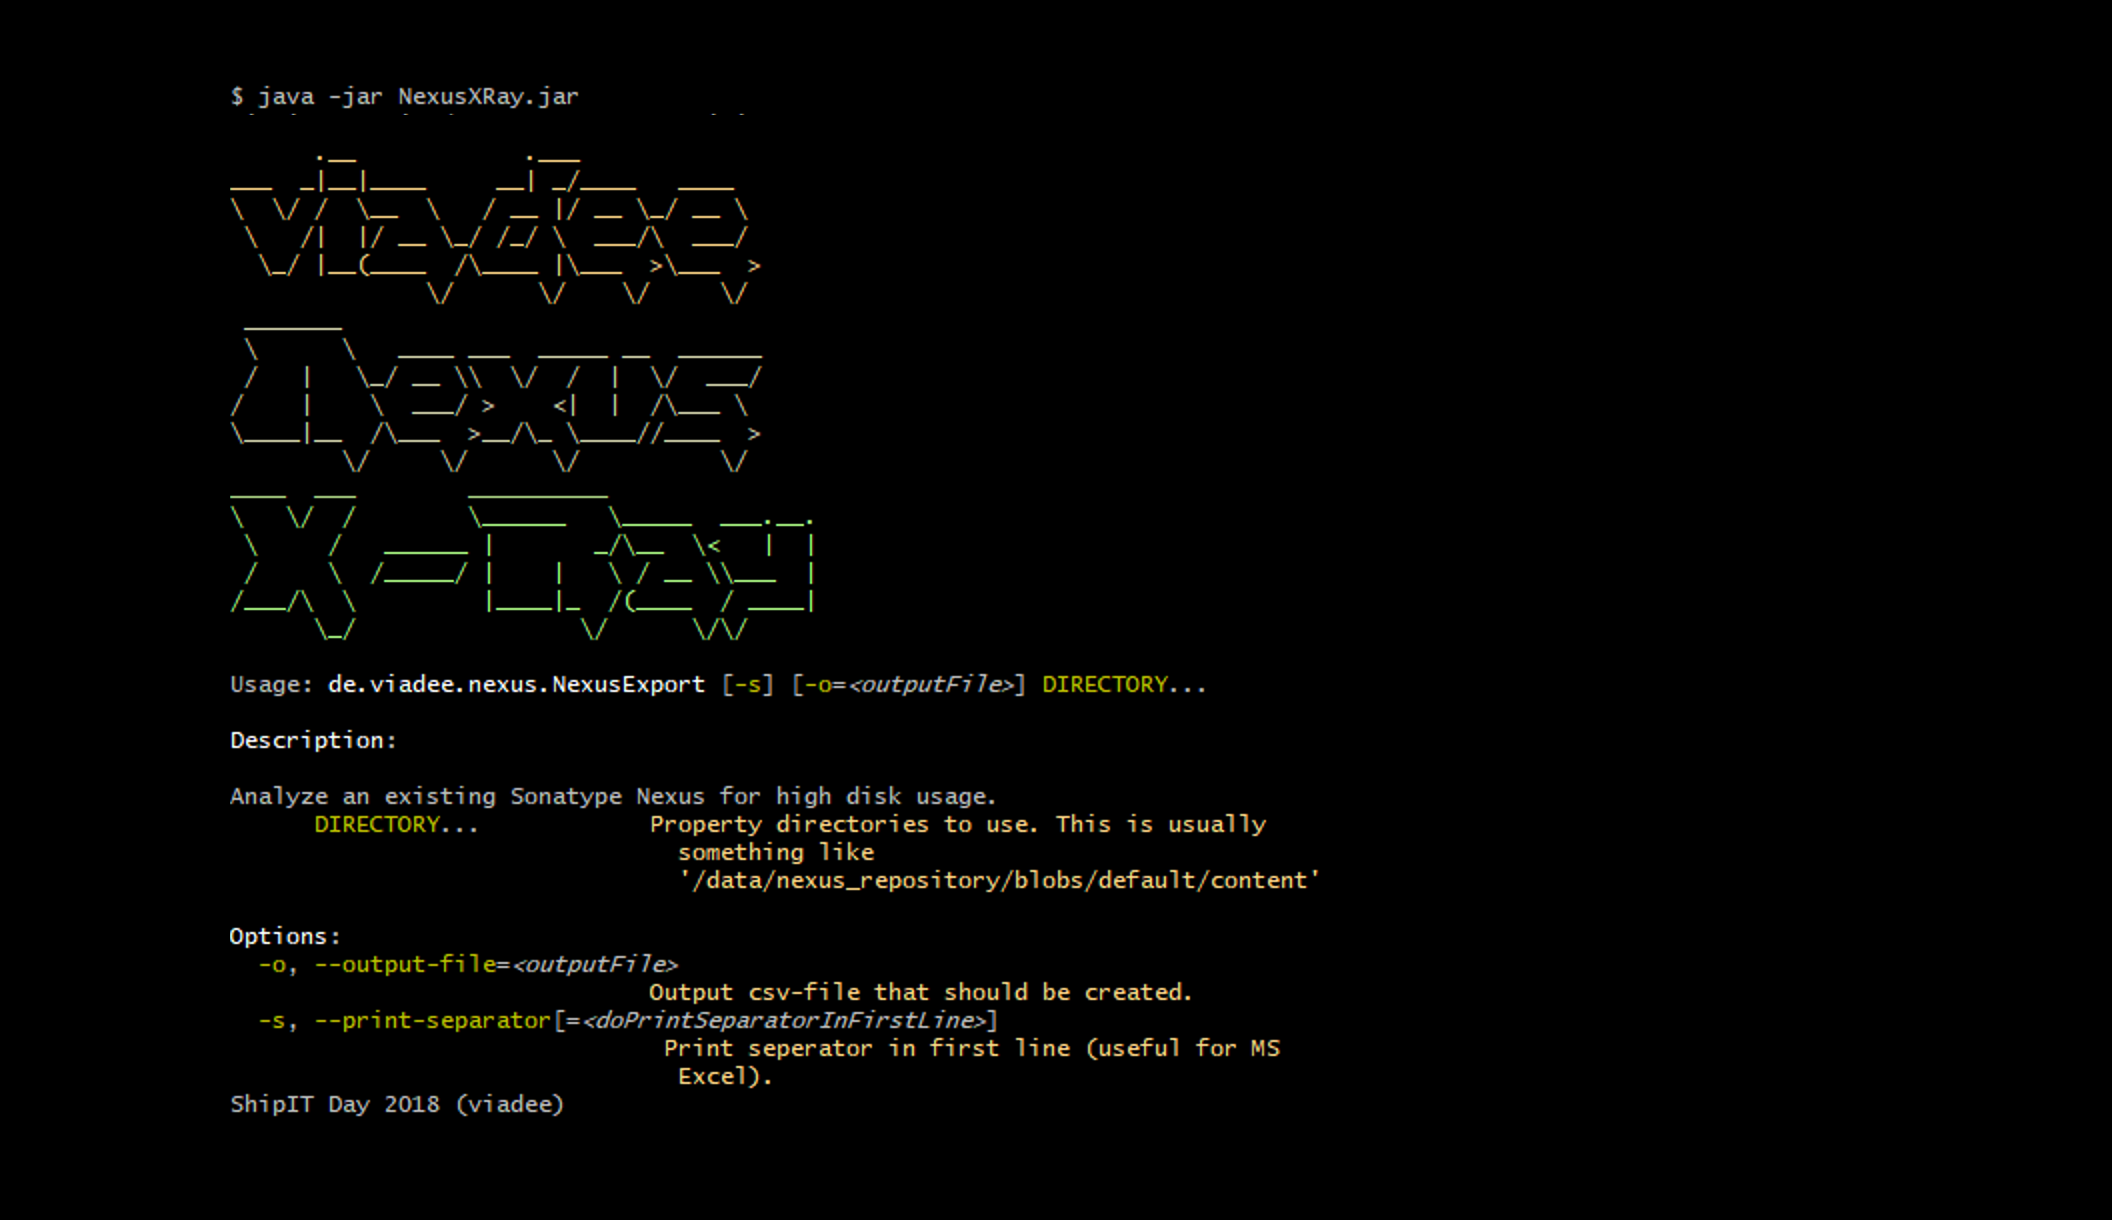 $ java -jar NexusXRay.jar
viadee
Nexus
X-Ray
Usage: de.viadee.nexus.NexusExport [-s] [-o=<outputFile>] DIRECTORY...
Description:
Analyze an existing Sonatype Nexus for high disk usage.
DIRECTORY... Property directories to use. This is usually
something like
'/data/nexus_repository/blobs/default/content'
Options:
-o, --output-file=<outputFile>
Output csv-file that should be created.
-s, --print-separator[=<doPrintSeparatorInFirstLine>]
Print seperator in first line (useful for MS
Excel).
ShipIT Day 2018 (viadee)